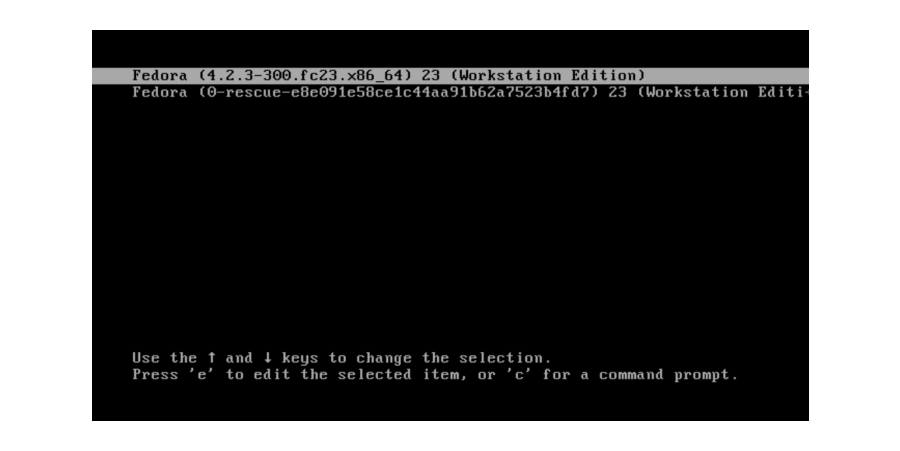 Fedora (4.2.3-300.fc23.x86_64) 23 (Workstation Edition)
Fedora (0-rescue-e8e091e58ce1c44aa91b62a7523b4fd7) 23 (Workstation Editi→
Use the ↑ and ↓ keys to change the selection.
Press 'e' to edit the selected item, or 'c' for a command prompt.